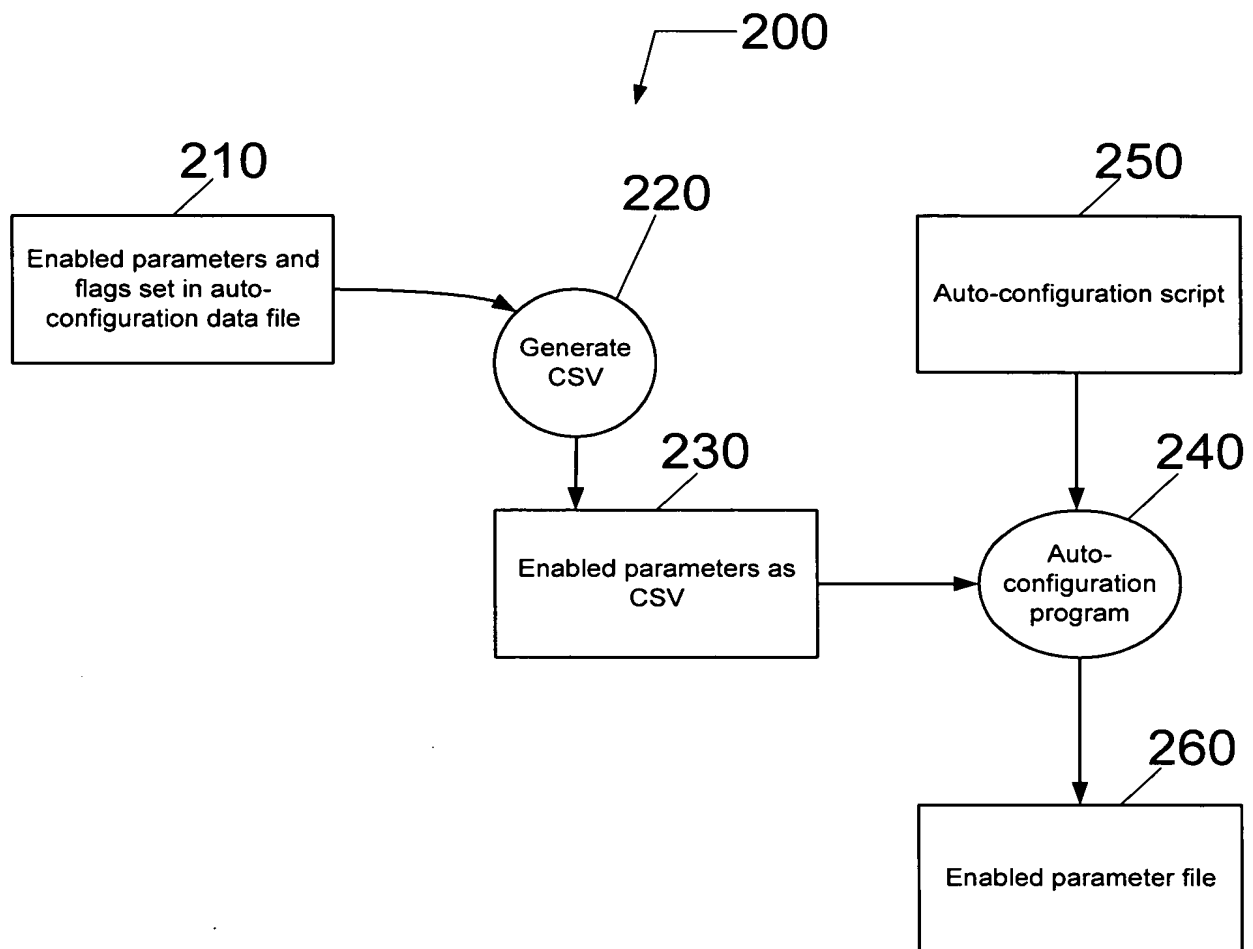 200
210
Enabled parameters and
flags set in auto-
configuration data file
220
Generate
CSV
250
Auto-configuration script
230
Enabled parameters as
CSV
240
Auto-
configuration
program
260
Enabled parameter file